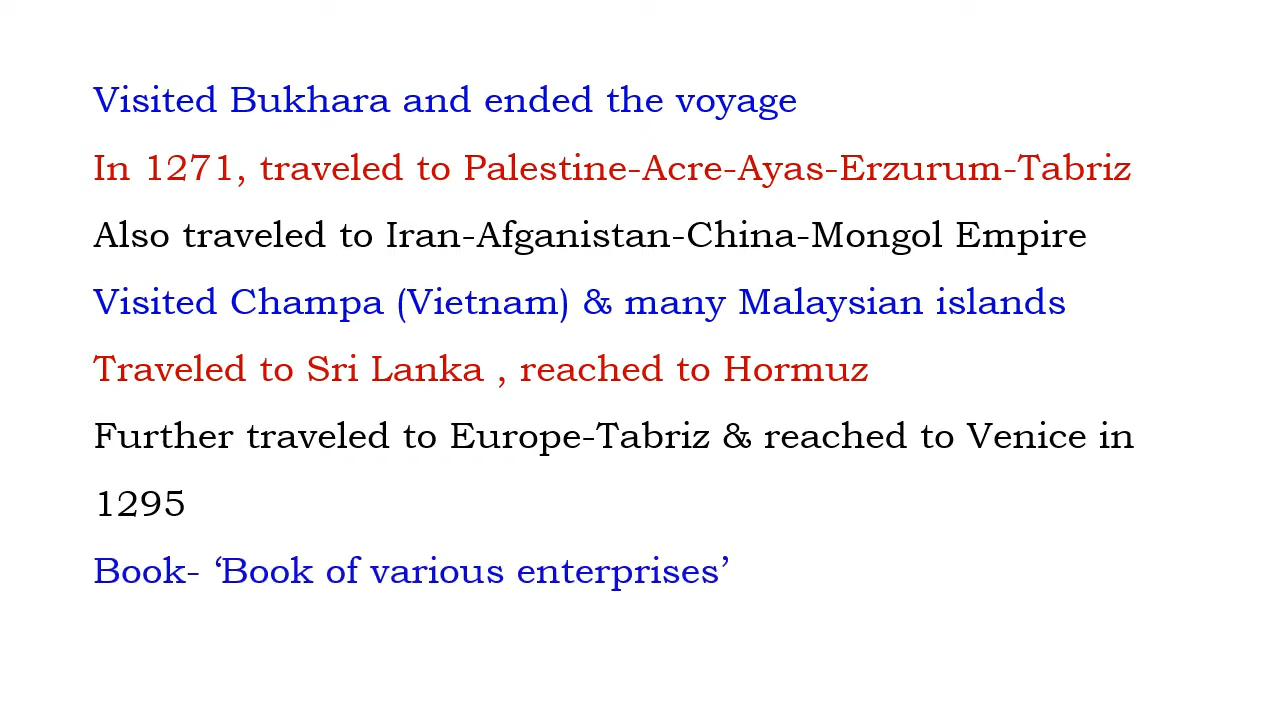 Visited Bukhara and ended the voyage
In 1271, traveled to Palestine-Acre-Ayas-Erzurum-Tabriz
Also traveled to Iran-Afganistan-China-Mongol Empire
Visited Champa (Vietnam) & many Malaysian islands
Traveled to Sri Lanka , reached to Hormuz
Further traveled to Europe-Tabriz & reached to Venice in
1295
Book- ‘Book of various enterprises’